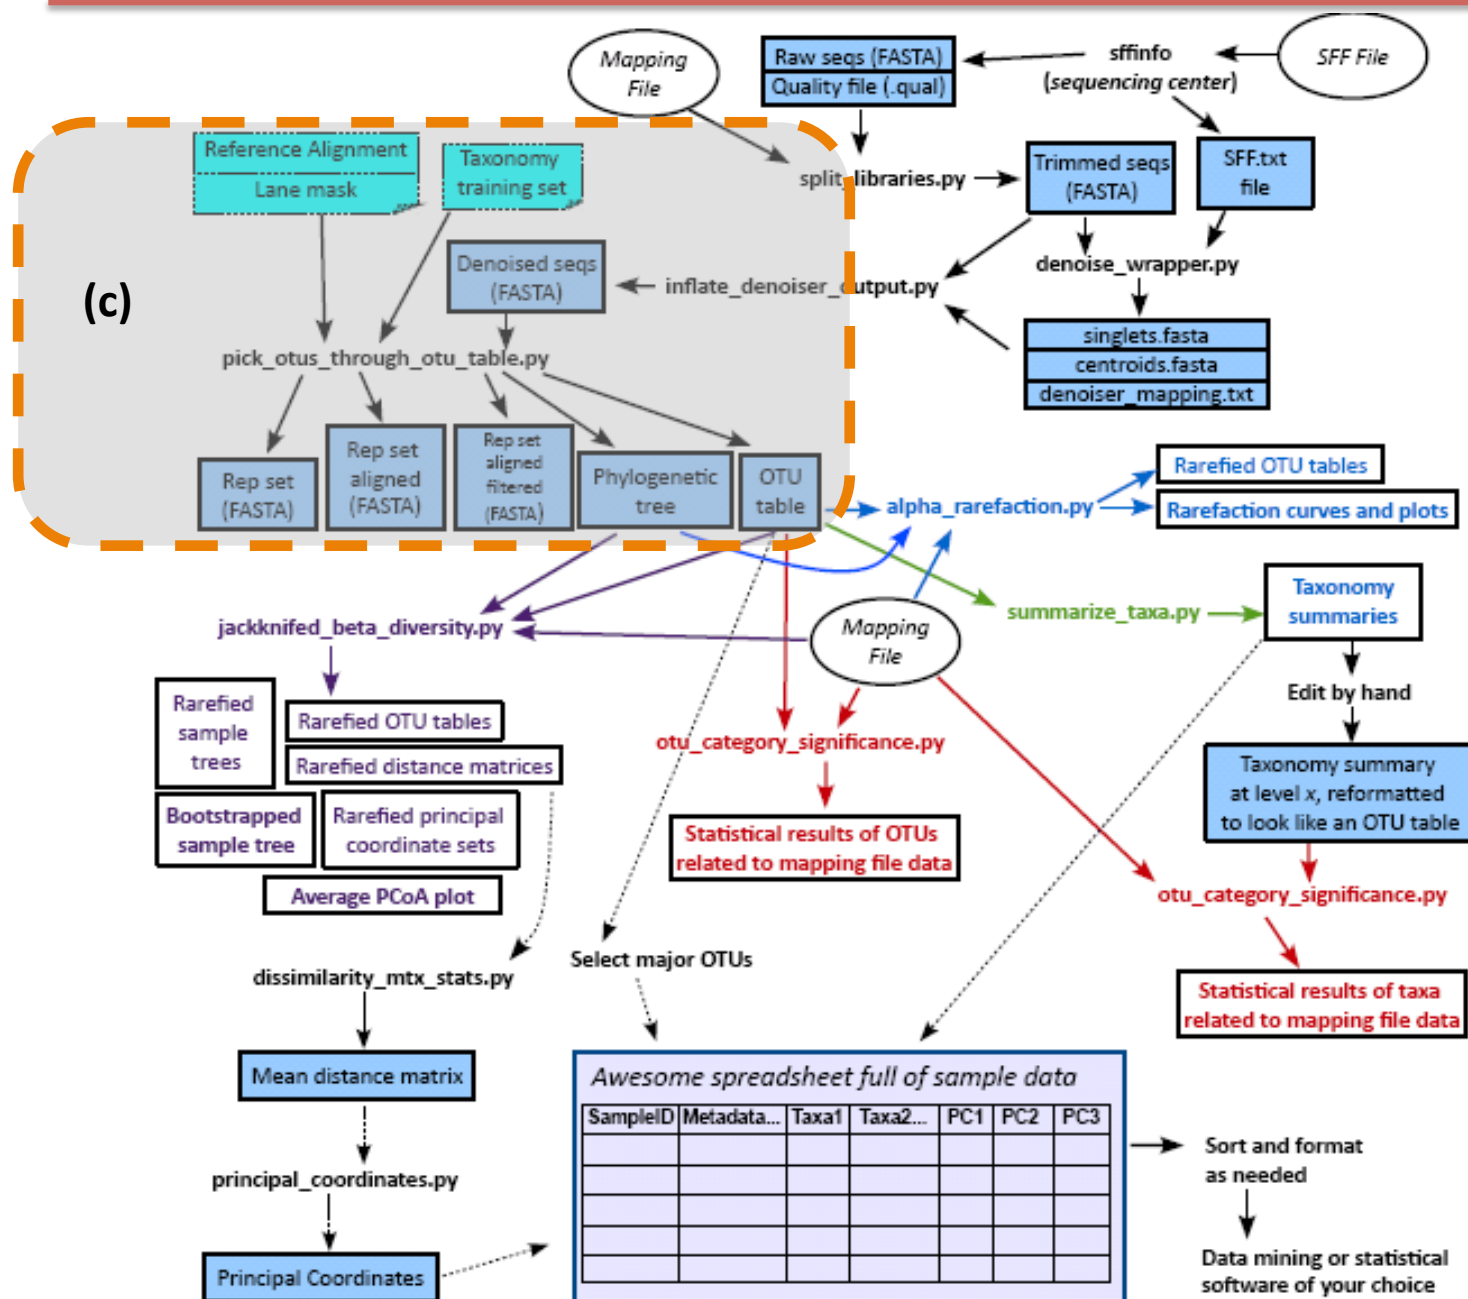 Mapping
File
Raw seqs (FASTA)
Quality file (.qual)
sffinfo
(sequencing center)
SFF File
Reference Alignment
Lane mask
Taxonomy
training set
split_libraries.py
Trimmed seqs
(FASTA)
SFF.txt
file
(c)
Denoised seqs
(FASTA)
inflate_denoiser_output.py
denoise_wrapper.py
singlets.fasta
centroids.fasta
denoiser_mapping.txt
pick_otus_through_otu_table.py
Rep set
(FASTA)
Rep set
aligned
(FASTA)
Rep set
aligned
filtered
(FASTA)
Phylogenetic
tree
OTU
table
alpha_rarefaction.py
Rarefied OTU tables
Rarefaction curves and plots
jackknifed_beta_diversity.py
Mapping
File
summarize_taxa.py
Taxonomy
summaries
Edit by hand
Rarefied
sample
trees
Rarefied OTU tables
Rarefied distance matrices
Bootstrapped
sample tree
Rarefied principal
coordinate sets
Average PCoA plot
otu_category_significance.py
Statistical results of OTUs
related to mapping file data
Taxonomy summary
at level x, reformatted
to look like an OTU table
otu_category_significance.py
Statistical results of taxa
related to mapping file data
dissimilarity_mtx_stats.py
Select major OTUs
Mean distance matrix
principal_coordinates.py
Principal Coordinates
Awesome spreadsheet full of sample data
SampleID Metadata... Taxa1 Taxa2... PC1 PC2 PC3
Sort and format
as needed
Data mining or statistical
software of your choice